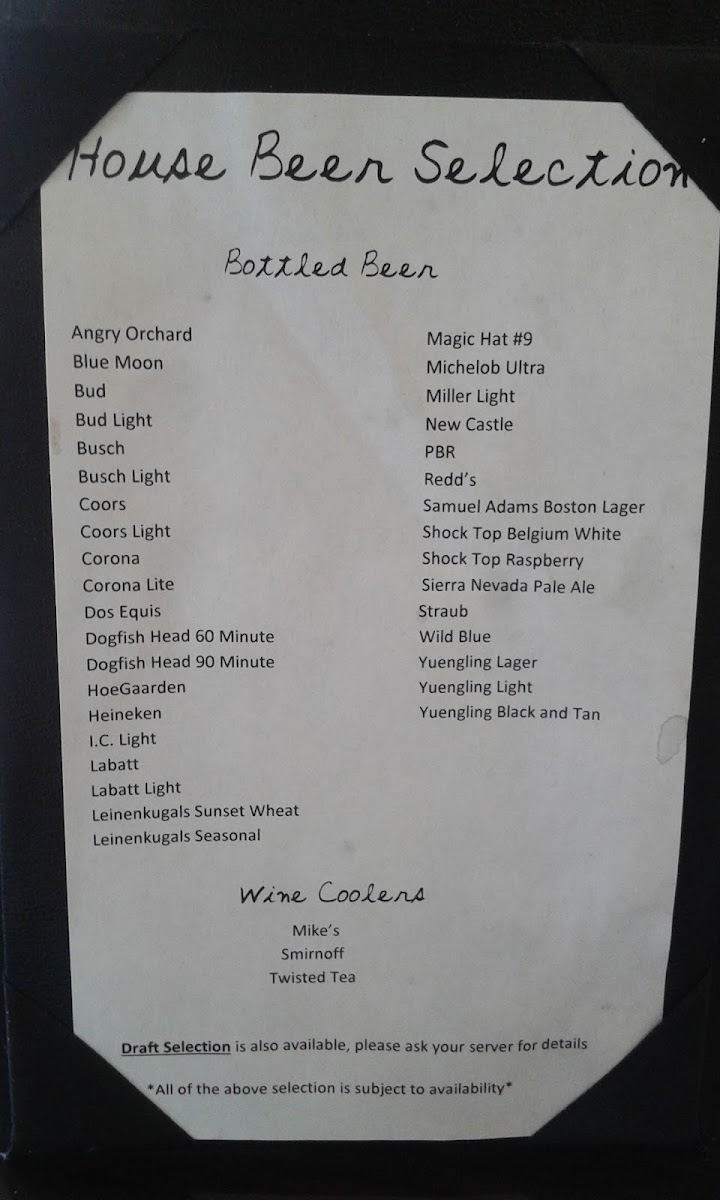 House Beer Selection
Bottled Beer
Angry Orchard
Blue Moon
Bud
Bud Light
Busch
Busch Light
Coors
Coors Light
Corona
Corona Lite
Dos Equis
Dogfish Head 60 Minute
Dogfish Head 90 Minute
HoeGaarden
Heineken
I.C. Light
Labatt
Labatt Light
Leinenkugals Sunset Wheat
Leinenkugals Seasonal
Magic Hat #9
Michelob Ultra
Miller Light
New Castle
PBR
Redd's
Samuel Adams Boston Lager
Shock Top Belgium White
Shock Top Raspberry
Sierra Nevada Pale Ale
Straub
Wild Blue
Yuengling Lager
Yuengling Light
Yuengling Black and Tan
Wine Coolers
Mike's
Smirnoff
Twisted Tea
Draft Selection is also available, please ask your server for details
*All of the above selection is subject to availability*